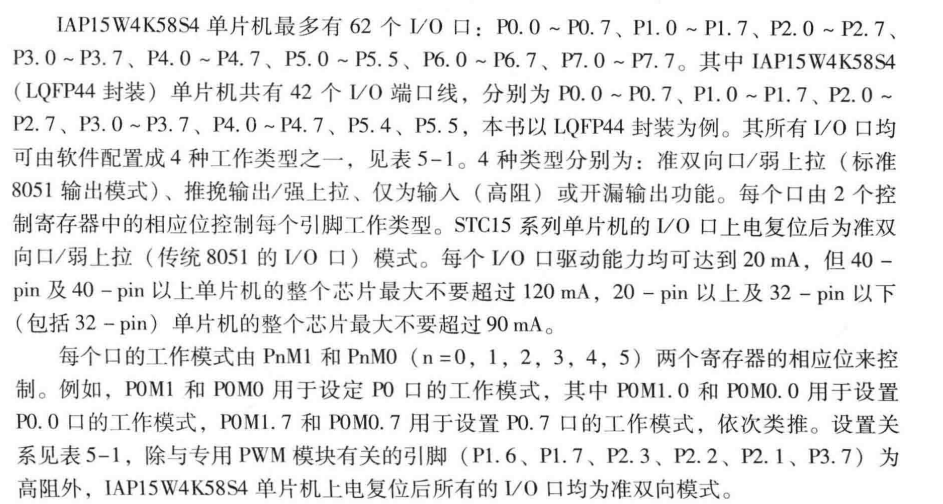 IAP15W4K58S4 单片机最多有 62 个 I/O 口：P0.0 ~ P0.7、P1.0 ~ P1.7、P2.0 ~ P2.7、
P3.0 ~ P3.7、P4.0 ~ P4.7、P5.0 ~ P5.5、P6.0 ~ P6.7、P7.0 ~ P7.7。其中 IAP15W4K58S4
（LQFP44 封装）单片机共有 42 个 I/O 端口线，分别为 P0.0 ~ P0.7、P1.0 ~ P1.7、P2.0 ~
P2.7、P3.0 ~ P3.7、P4.0 ~ P4.7、P5.4、P5.5，本书以 LQFP44 封装为例。其所有 I/O 口均
可由软件配置成 4 种工作类型之一，见表 5-1。4 种类型分别为：准双向口/弱上拉（标准
8051 输出模式）、推挽输出/强上拉、仅为输入（高阻）或开漏输出功能。每个口由 2 个控
制寄存器中的相应位控制每个引脚工作类型。STC15 系列单片机的 I/O 口上电复位后为准双
向口/弱上拉（传统 8051 的 I/O 口）模式。每个 I/O 口驱动能力均可达到 20 mA，但 40 -
pin 及 40 - pin 以上单片机的整个芯片最大不要超过 120 mA，20 - pin 以上及 32 - pin 以下
（包括 32 - pin）单片机的整个芯片最大不要超过 90 mA。
每个口的工作模式由 PnM1 和 PnM0（n = 0，1，2，3，4，5）两个寄存器的相应位来控
制。例如，P0M1 和 P0M0 用于设定 P0 口的工作模式，其中 P0M1.0 和 P0M0.0 用于设置
P0.0 口的工作模式，P0M1.7 和 P0M0.7 用于设置 P0.7 口的工作模式，依次类推。设置关
系见表 5-1，除与专用 PWM 模块有关的引脚（P1.6、P1.7、P2.3、P2.2、P2.1、P3.7）为
高阻外，IAP15W4K58S4 单片机上电复位后所有的 I/O 口均为准双向模式。